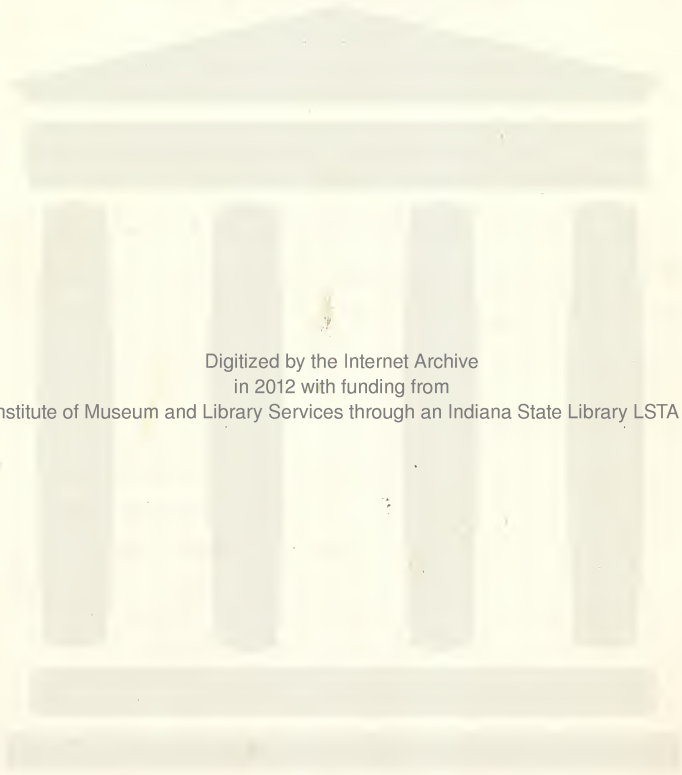 Digitized by the Internet Archive
in 2012 with funding from
nstitute of Museum and Library Services through an Indiana State Library LSTA